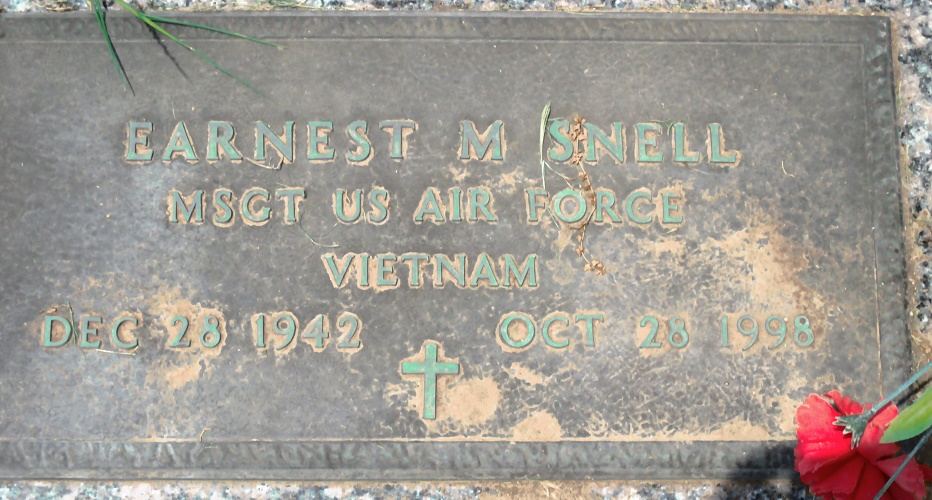 EARNEST M SNELL
MSGT US AIR FORCE
VIETNAM
DEC 28 1942 OCT 28 1998